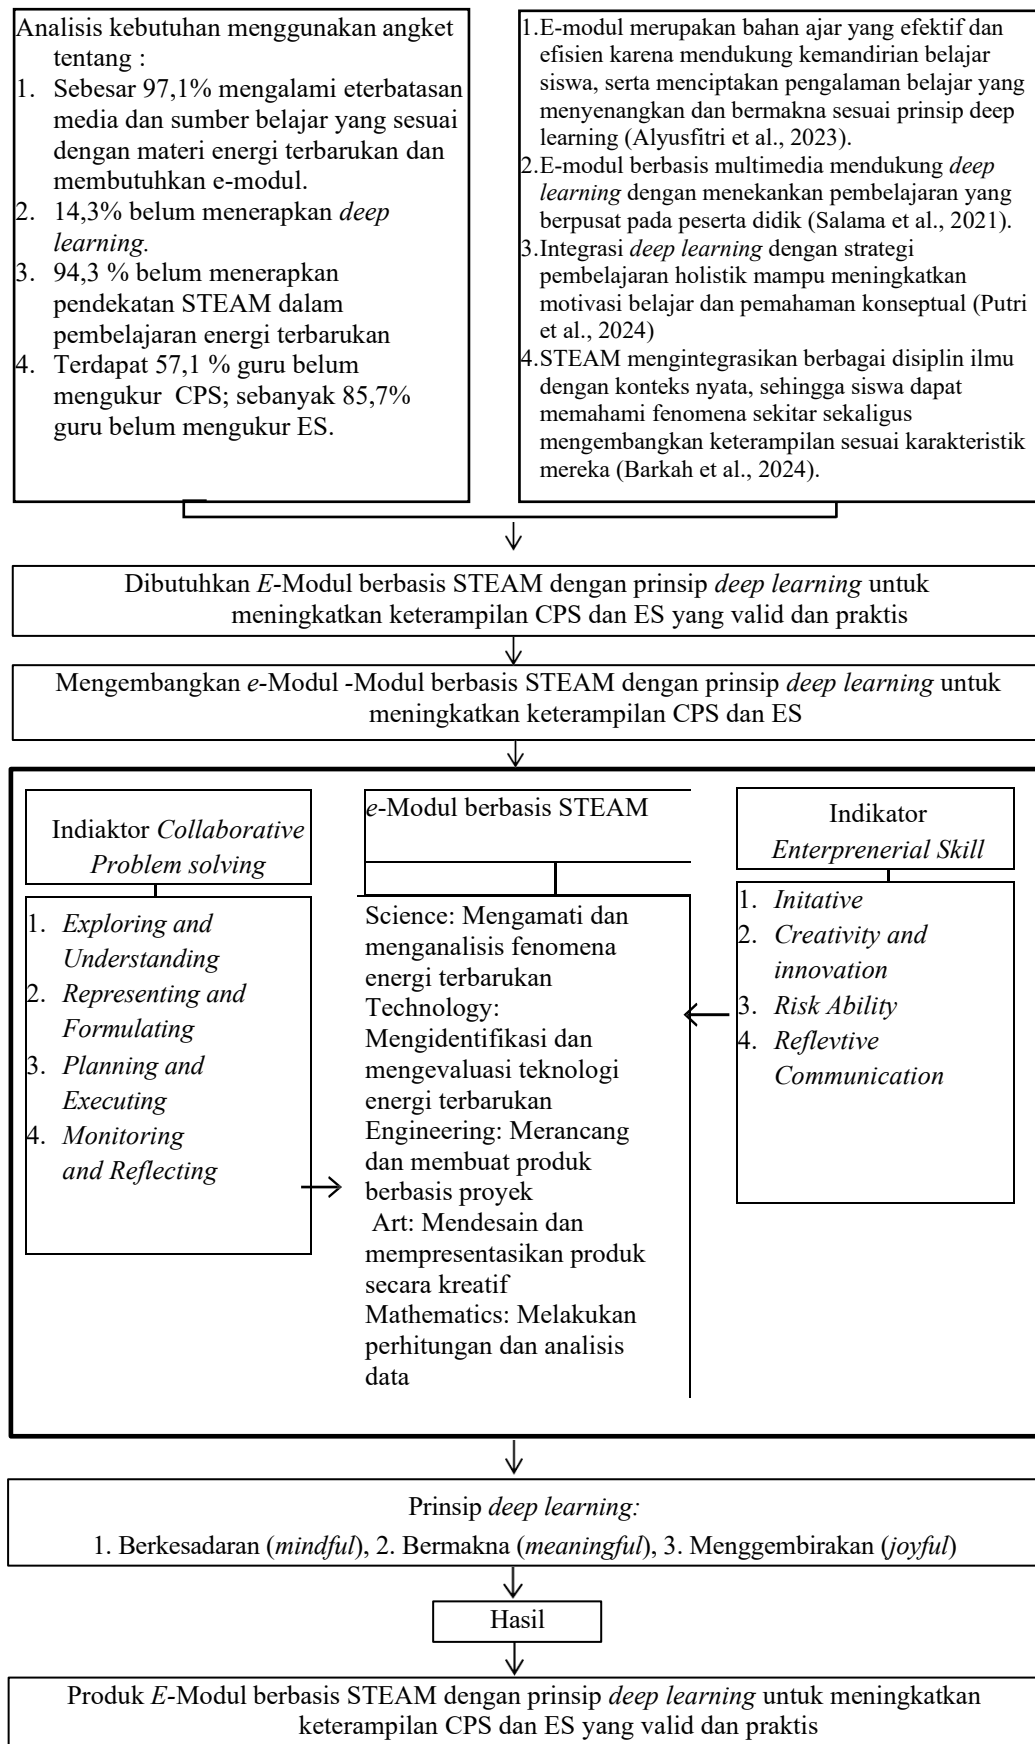 Analisis kebutuhan menggunakan angket
tentang :
1. Sebesar 97,1% mengalami eterbatasan
media dan sumber belajar yang sesuai
dengan materi energi terbarukan dan
membutuhkan e-modul.
2. 14,3% belum menerapkan deep
learning.
3. 94,3 % belum menerapkan
pendekatan STEAM dalam
pembelajaran energi terbarukan
4. Terdapat 57,1 % guru belum
mengukur CPS; sebanyak 85,7%
guru belum mengukur ES.
1.E-modul merupakan bahan ajar yang efektif dan
efisien karena mendukung kemandirian belajar
siswa, serta menciptakan pengalaman belajar yang
menyenangkan dan bermakna sesuai prinsip deep
learning (Alyusfitri et al., 2023).
2.E-modul berbasis multimedia mendukung deep
learning dengan menekankan pembelajaran yang
berpusat pada peserta didik (Salama et al., 2021).
3.Integrasi deep learning dengan strategi
pembelajaran holistik mampu meningkatkan
motivasi belajar dan pemahaman konseptual (Putri
et al., 2024)
4.STEAM mengintegrasikan berbagai disiplin ilmu
dengan konteks nyata, sehingga siswa dapat
memahami fenomena sekitar sekaligus
mengembangkan keterampilan sesuai karakteristik
mereka (Barkah et al., 2024).
Dibutuhkan E-Modul berbasis STEAM dengan prinsip deep learning untuk
meningkatkan keterampilan CPS dan ES yang valid dan praktis
Mengembangkan e-Modul -Modul berbasis STEAM dengan prinsip deep learning untuk
meningkatkan keterampilan CPS dan ES
Indiaktor Collaborative
Problem solving
1. Exploring and
Understanding
2. Representing and
Formulating
3. Planning and
Executing
4. Monitoring
and Reflecting
e-Modul berbasis STEAM
Science: Mengamati dan
menganalisis fenomena
energi terbarukan
Technology:
Mengidentifikasi dan
mengevaluasi teknologi
energi terbarukan
Engineering: Merancang
dan membuat produk
berbasis proyek
Art: Mendesain dan
mempresentasikan produk
secara kreatif
Mathematics: Melakukan
perhitungan dan analisis
data
Indikator
Enterprenerial Skill
1. Initative
2. Creativity and
innovation
3. Risk Ability
4. Reflevtive
Communication
Prinsip deep learning:
1. Berkesadaran (mindful), 2. Bermakna (meaningful), 3. Menggembirakan (joyful)
Hasil
Produk E-Modul berbasis STEAM dengan prinsip deep learning untuk meningkatkan
keterampilan CPS dan ES yang valid dan praktis